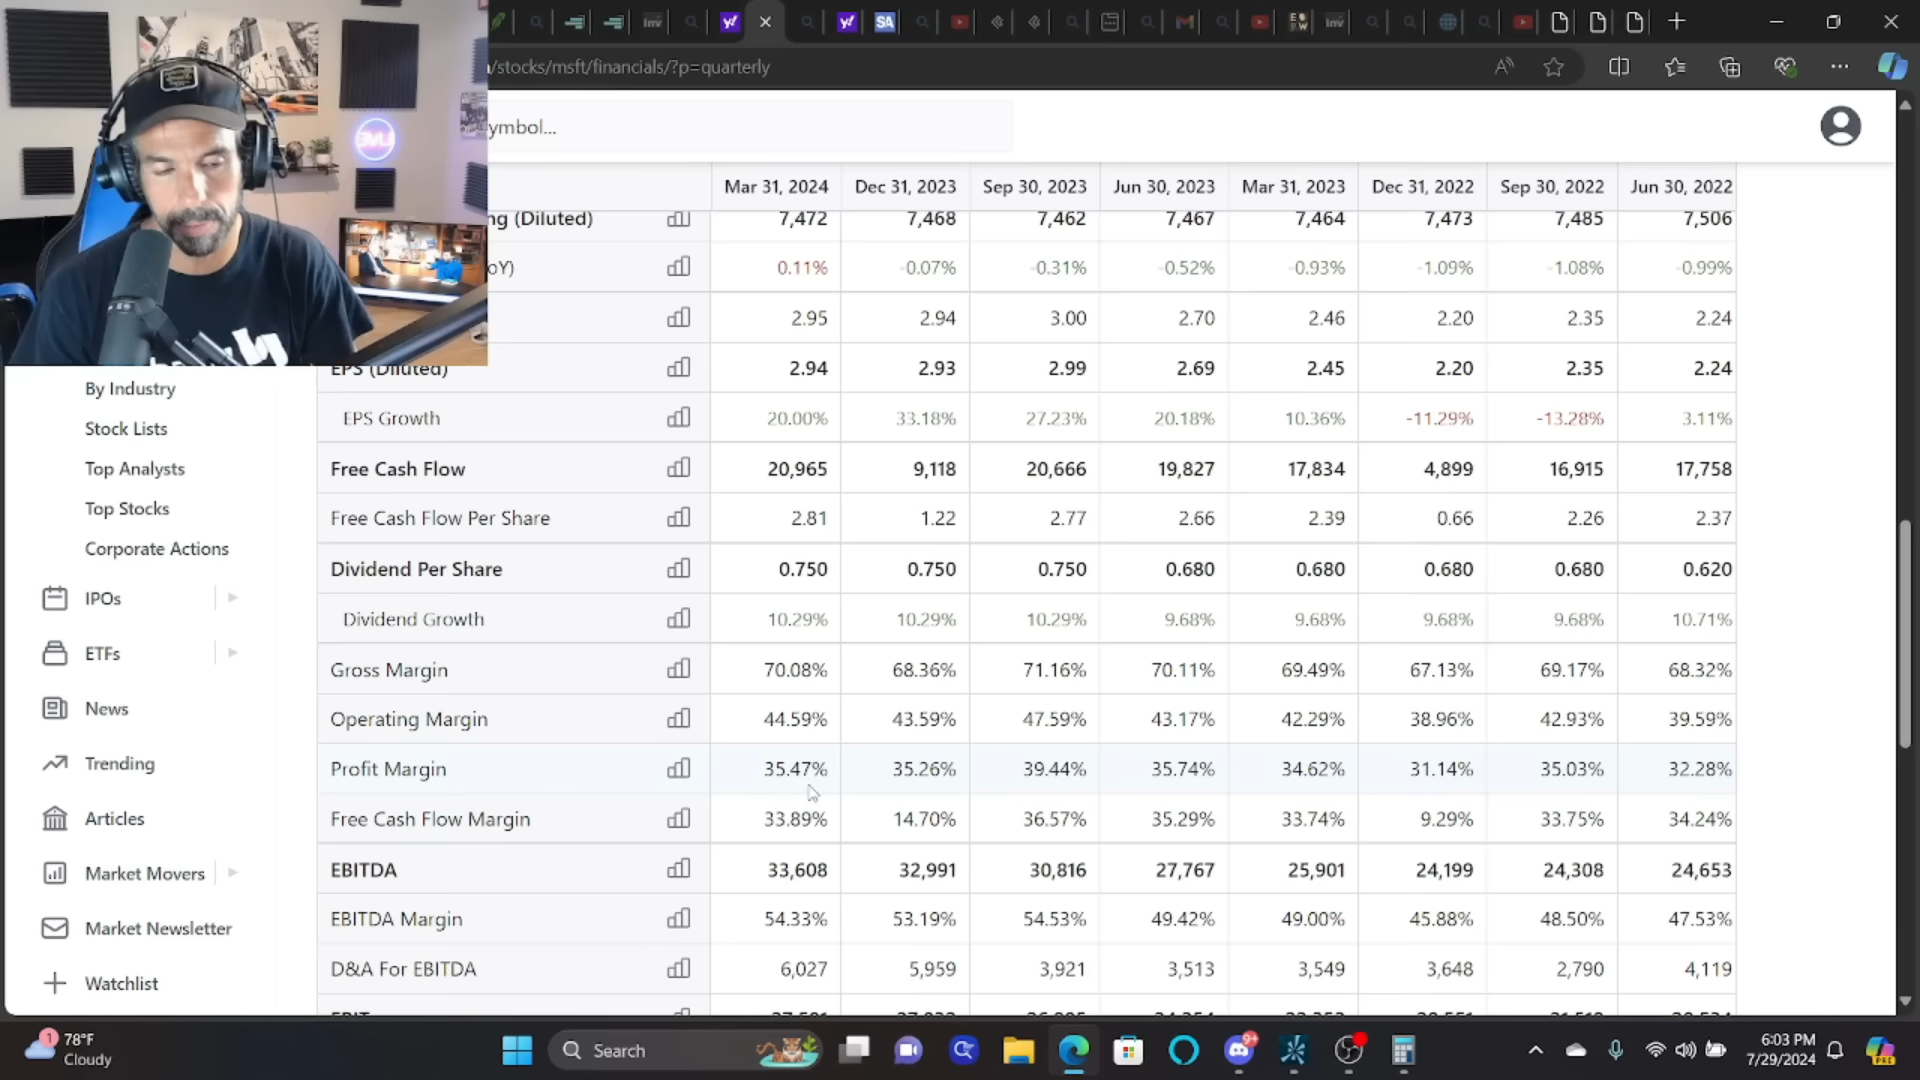 /stocks/msft/financials/?p=quarterly
ymbol...
Mar 31, 2024 Dec 31, 2023 Sep 30, 2023 Jun 30, 2023 Mar 31, 2023 Dec 31, 2022 Sep 30, 2022 Jun 30, 2022
ng (Diluted) 7,472 7,468 7,462 7,467 7,464 7,473 7,485 7,506
oY) 0.11% -0.07% -0.31% -0.52% -0.93% -1.09% -1.08% -0.99%
2.95 2.94 3.00 2.70 2.46 2.20 2.35 2.24
EPS (Diluted) 2.94 2.93 2.99 2.69 2.45 2.20 2.35 2.24
EPS Growth 20.00% 33.18% 27.23% 20.18% 10.36% -11.29% -13.28% 3.11%
Free Cash Flow 20,965 9,118 20,666 19,827 17,834 4,899 16,915 17,758
Free Cash Flow Per Share 2.81 1.22 2.77 2.66 2.39 0.66 2.26 2.37
Dividend Per Share 0.750 0.750 0.750 0.680 0.680 0.680 0.680 0.620
Dividend Growth 10.29% 10.29% 10.29% 9.68% 9.68% 9.68% 9.68% 10.71%
Gross Margin 70.08% 68.36% 71.16% 70.11% 69.49% 67.13% 69.17% 68.32%
Operating Margin 44.59% 43.59% 47.59% 43.17% 42.29% 38.96% 42.93% 39.59%
Profit Margin 35.47% 35.26% 39.44% 35.74% 34.62% 31.14% 35.03% 32.28%
Free Cash Flow Margin 33.89% 14.70% 36.57% 35.29% 33.74% 9.29% 33.75% 34.24%
EBITDA 33,608 32,991 30,816 27,767 25,901 24,199 24,308 24,653
EBITDA Margin 54.33% 53.19% 54.53% 49.42% 49.00% 45.88% 48.50% 47.53%
D&A For EBITDA 6,027 5,959 3,921 3,513 3,549 3,648 2,790 4,119
By Industry
Stock Lists
Top Analysts
Top Stocks
Corporate Actions
IPOs
ETFs
News
Trending
Articles
Market Movers
Market Newsletter
Watchlist
1
78°F
Cloudy
Search
9+
6:03 PM
7/29/2024
y!
y!
SA
Inv
Inv
LIVE
PRE